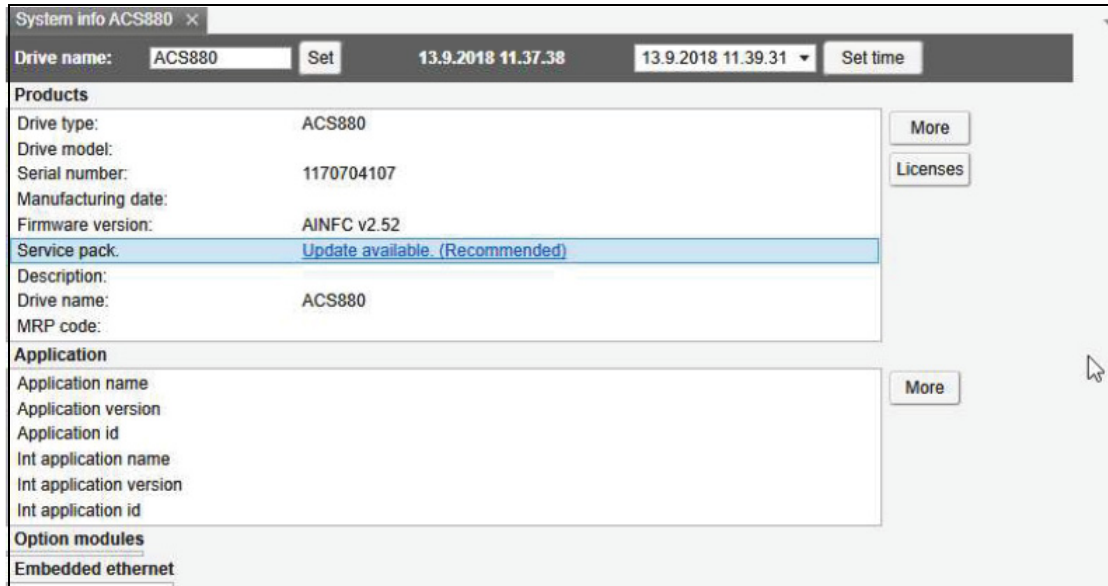 System info ACS880 ×
Drive name: ACS880 Set 13.9.2018 11.37.38 13.9.2018 11.39.31 Set time
Products
Drive type: ACS880 More
Drive model:
Serial number: 1170704107 Licenses
Manufacturing date:
Firmware version: AINFC v2.52
Service pack. Update available. (Recommended)
Description:
Drive name: ACS880
MRP code:
Application
Application name More
Application version
Application id
Int application name
Int application version
Int application id
Option modules
Embedded ethernet